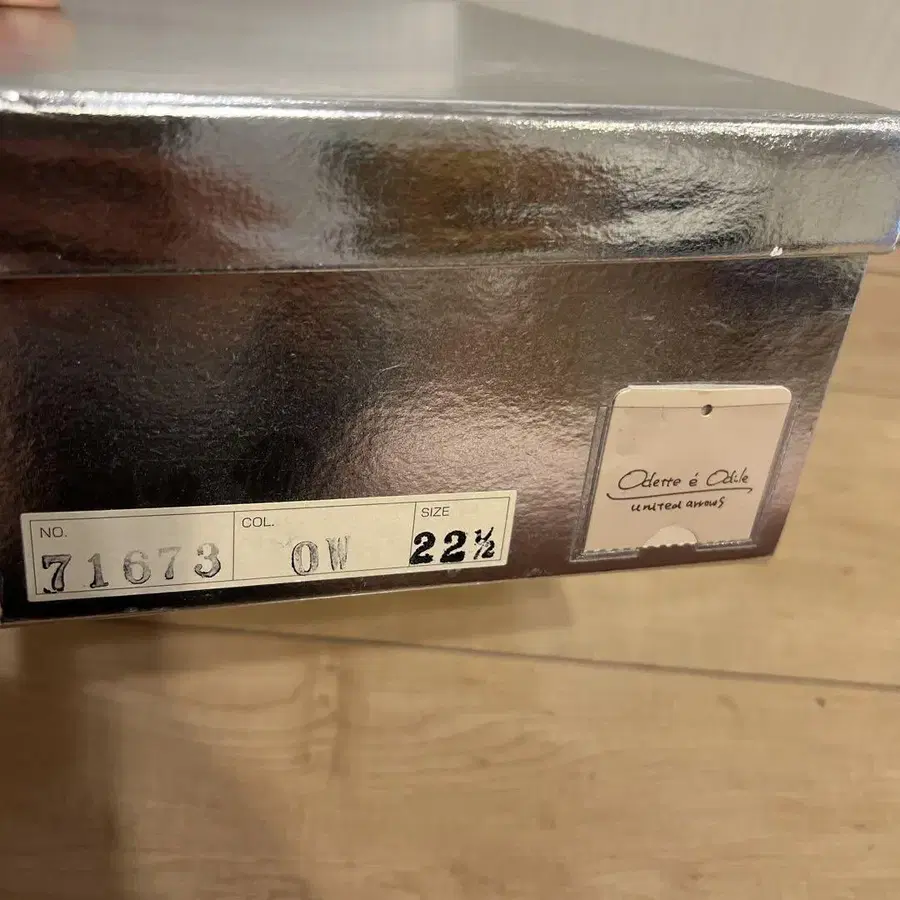 NO.
71673
COL.
OW
SIZE
22½
Odette é Odile
united arrows